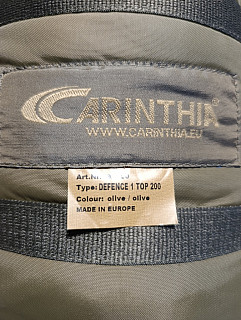 CARINTHIA®
WWW.CARINTHIA.EU
Art.Nr.
Type: DEFENCE 1 TOP 200
Colour: olive / olive
MADE IN EUROPE